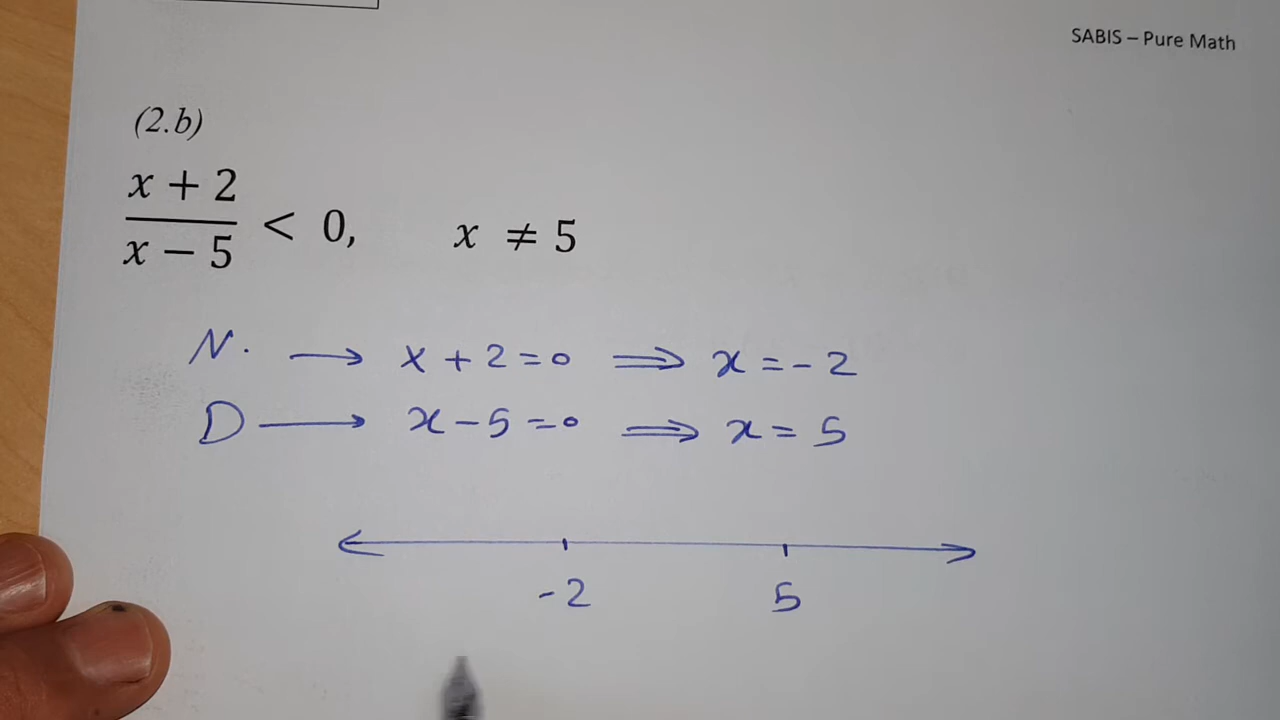 SABIS – Pure Math
(2.b)
x + 2
x − 5
< 0, x ≠ 5
N. → x + 2 = 0 ⟹ x = -2
D → x - 5 = 0 ⟹ x = 5
-2 5